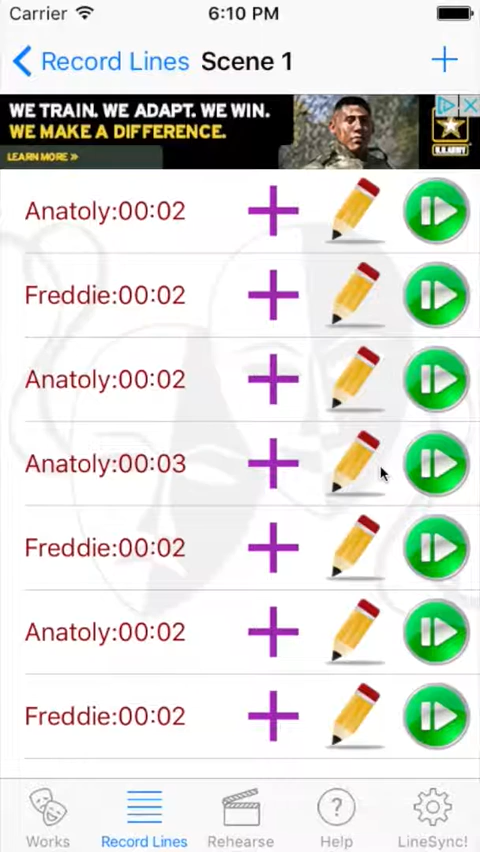 Carrier 6:10 PM
Record Lines Scene 1
WE TRAIN. WE ADAPT. WE WIN.
WE MAKE A DIFFERENCE.
LEARN MORE »
U.S.ARMY
Anatoly:00:02
Freddie:00:02
Anatoly:00:02
Anatoly:00:03
Freddie:00:02
Anatoly:00:02
Freddie:00:02
Works Record Lines Rehearse Help LineSync!